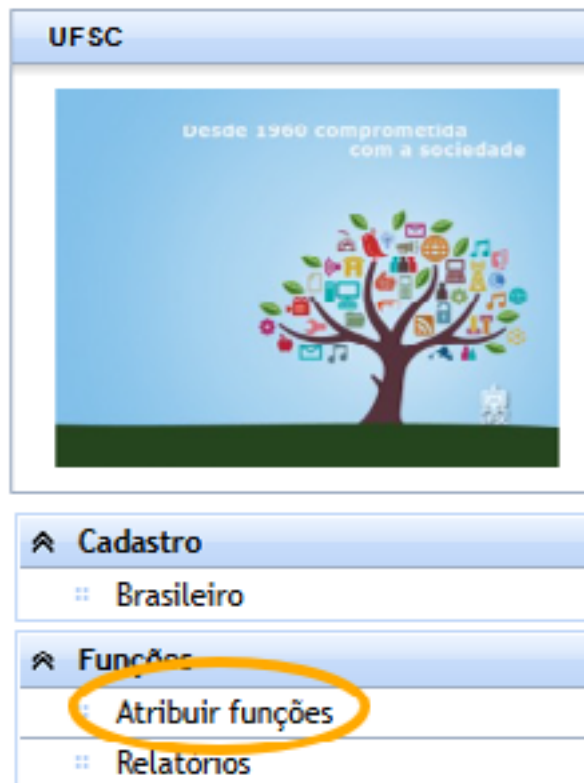 UFSC
Desde 1960 comprometida
com a sociedade
Cadastro
Brasileiro
Funções
Atribuir funções
Relatórios